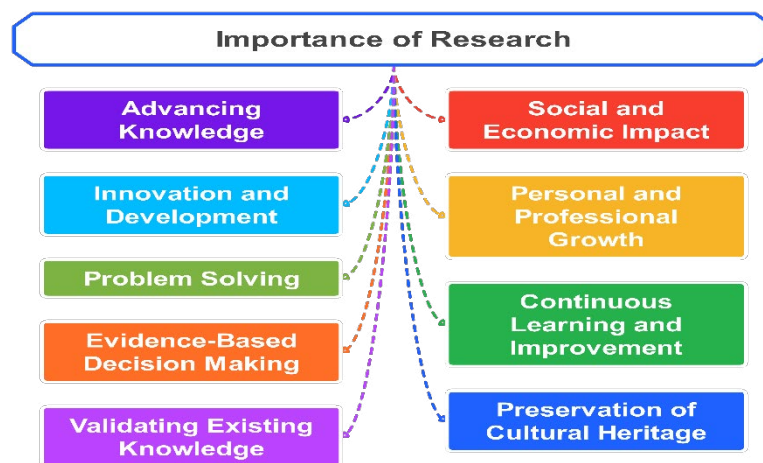 Importance of Research
Advancing
Knowledge
Innovation and
Development
Problem Solving
Evidence-Based
Decision Making
Validating Existing
Knowledge
Social and
Economic Impact
Personal and
Professional
Growth
Continuous
Learning and
Improvement
Preservation of
Cultural Heritage